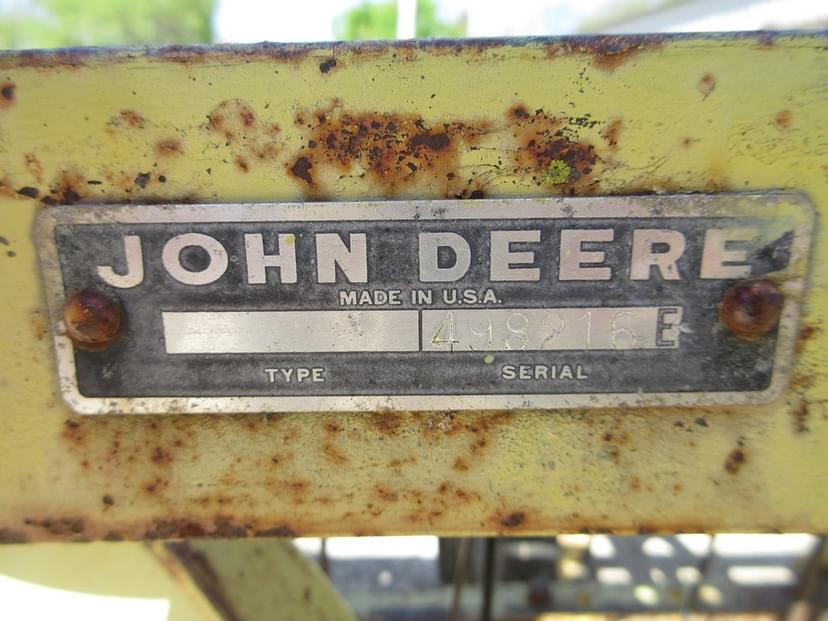 JOHN DEERE
MADE IN U.S.A.
498216 E
TYPE SERIAL